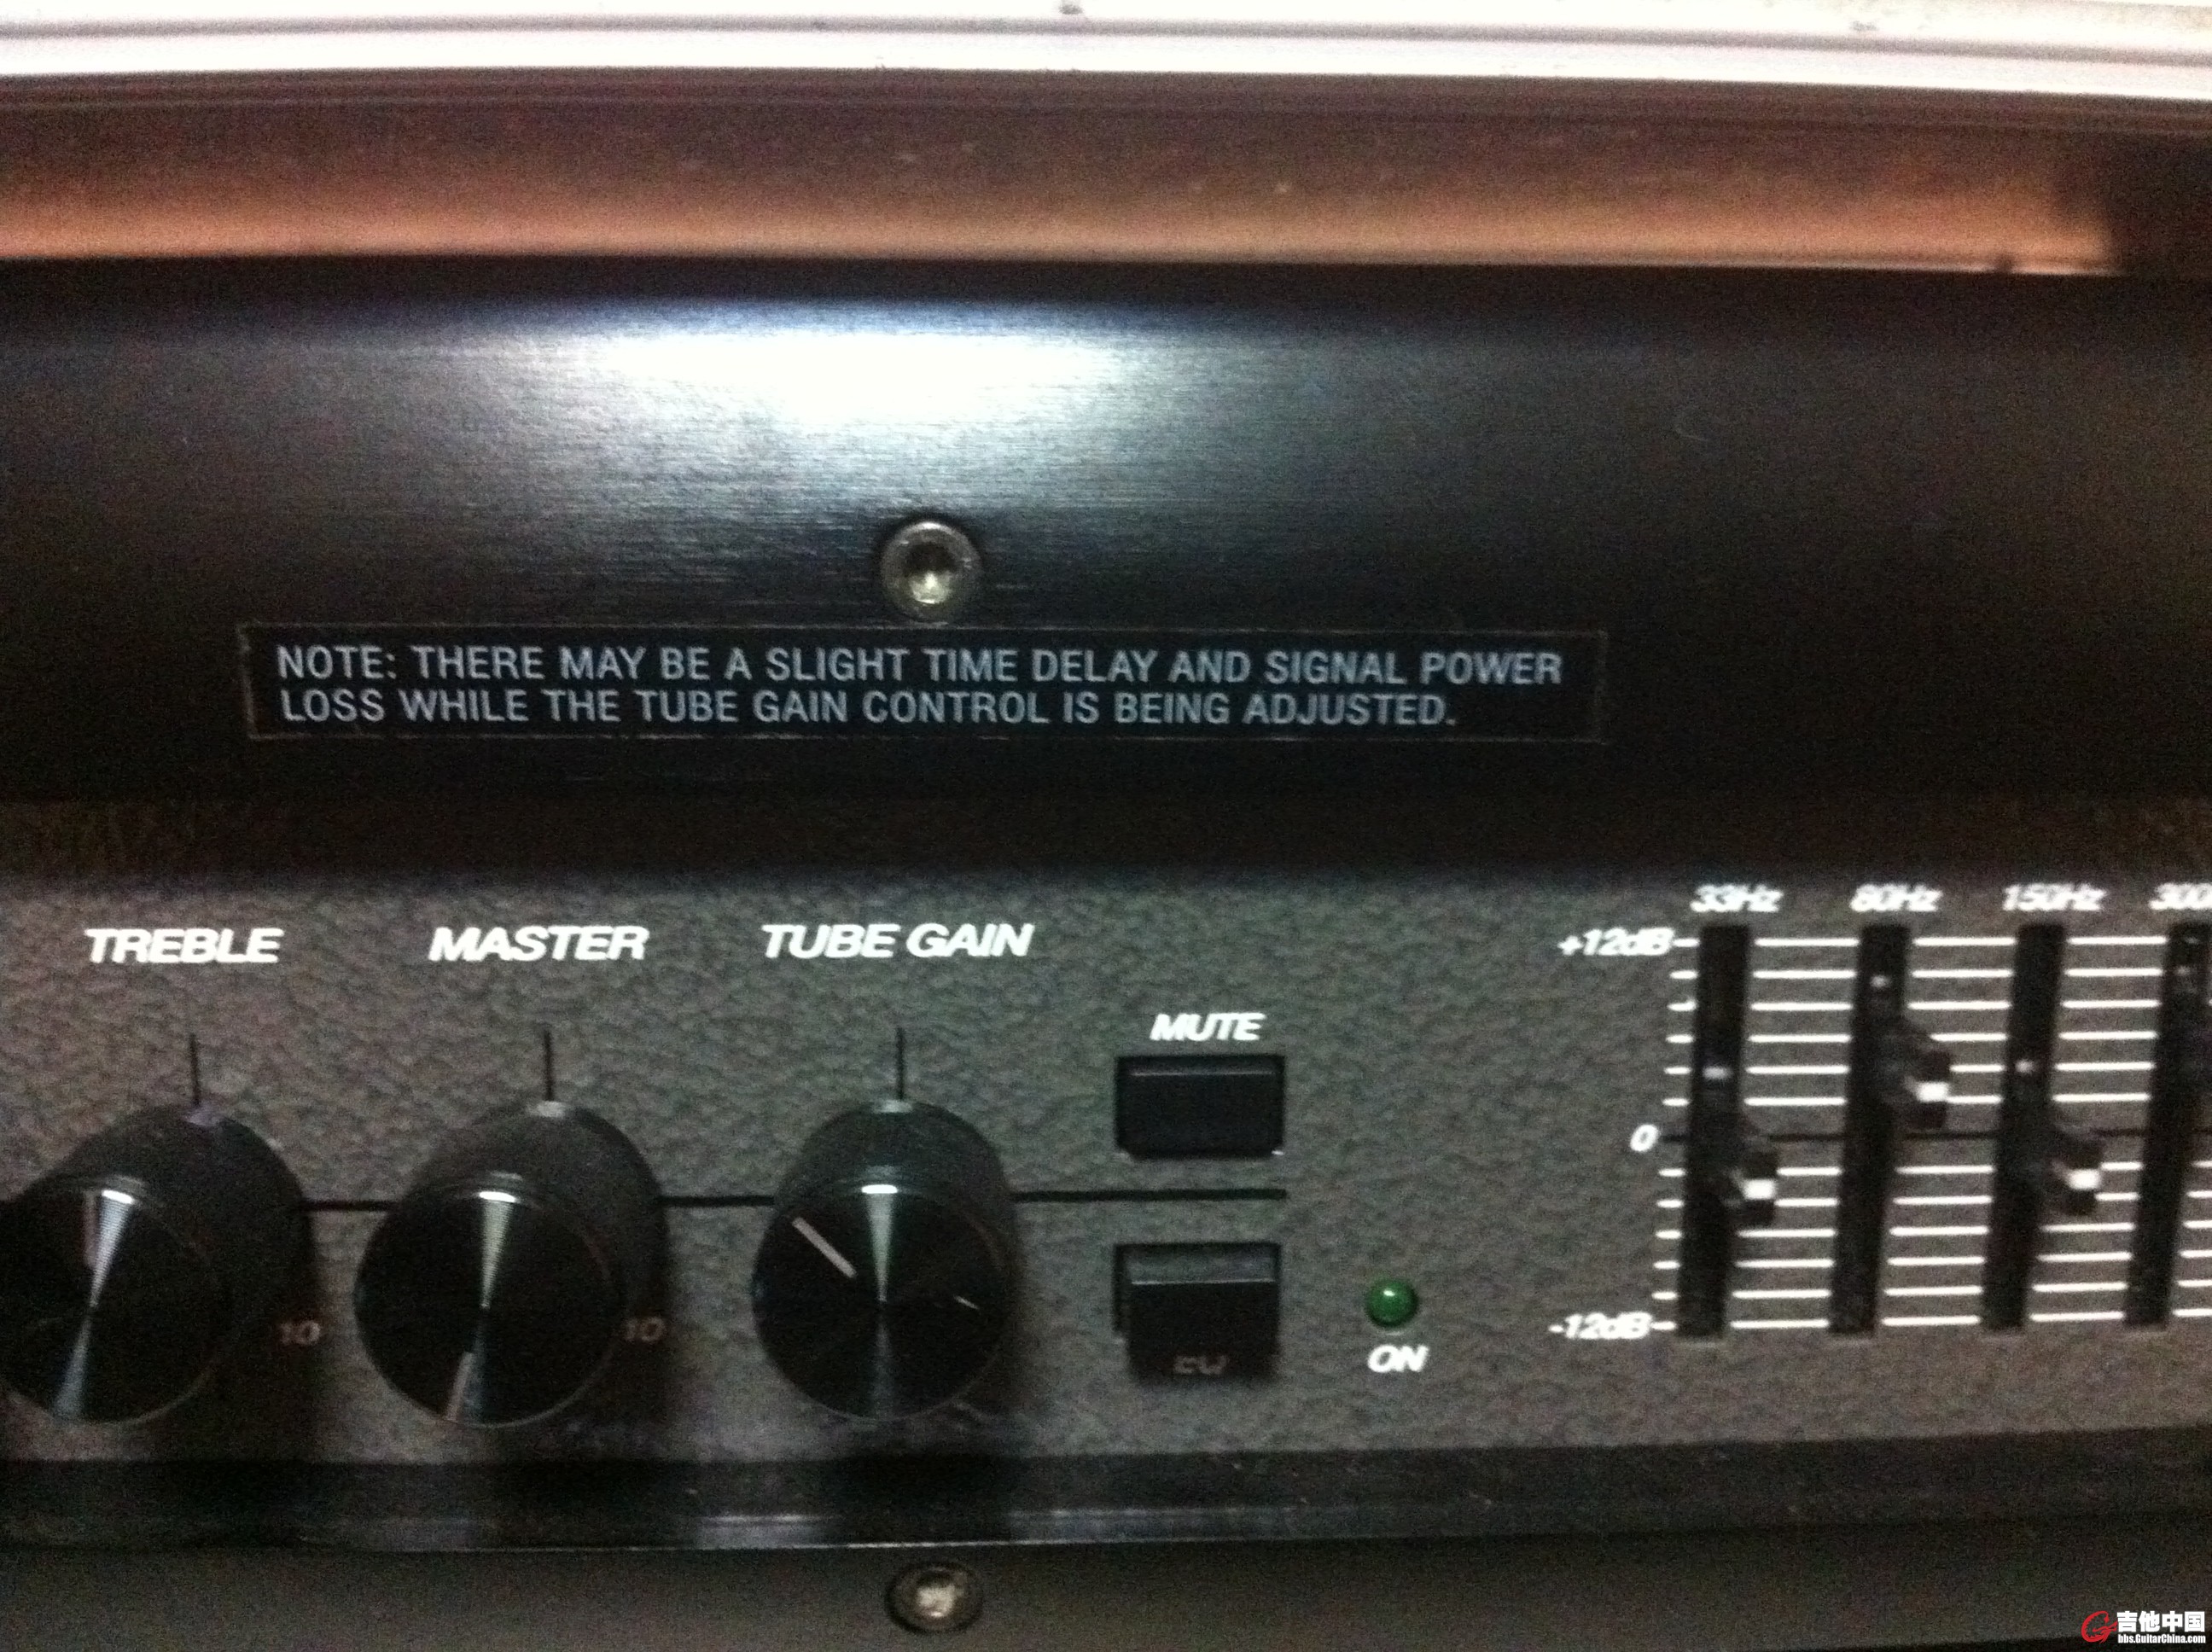 NOTE: THERE MAY BE A SLIGHT TIME DELAY AND SIGNAL POWER
LOSS WHILE THE TUBE GAIN CONTROL IS BEING ADJUSTED.
TREBLE MASTER TUBE GAIN
MUTE
33Hz 80Hz 150Hz
+12dB
0
-12dB
10 10
ON
吉他中国
bbs.GuitarChina.com